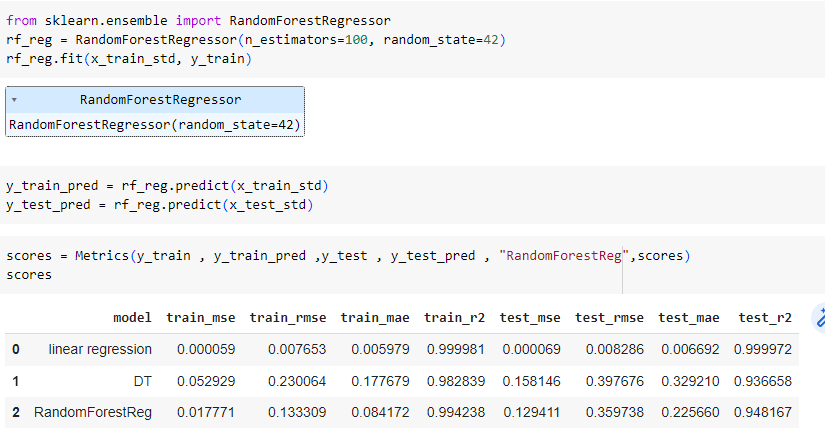 from sklearn.ensemble import RandomForestRegressor
rf_reg = RandomForestRegressor(n_estimators=100, random_state=42)
rf_reg.fit(x_train_std, y_train)
RandomForestRegressor
RandomForestRegressor(random_state=42)
y_train_pred = rf_reg.predict(x_train_std)
y_test_pred = rf_reg.predict(x_test_std)
scores = Metrics(y_train , y_train_pred ,y_test , y_test_pred , "RandomForestReg",scores)
scores
model train_mse train_rmse train_mae train_r2 test_mse test_rmse test_mae test_r2
0 linear regression 0.000059 0.007653 0.005979 0.999981 0.000069 0.008286 0.006692 0.999972
1 DT 0.052929 0.230064 0.177679 0.982839 0.158146 0.397676 0.329210 0.936658
2 RandomForestReg 0.017771 0.133309 0.084172 0.994238 0.129411 0.359738 0.225660 0.948167